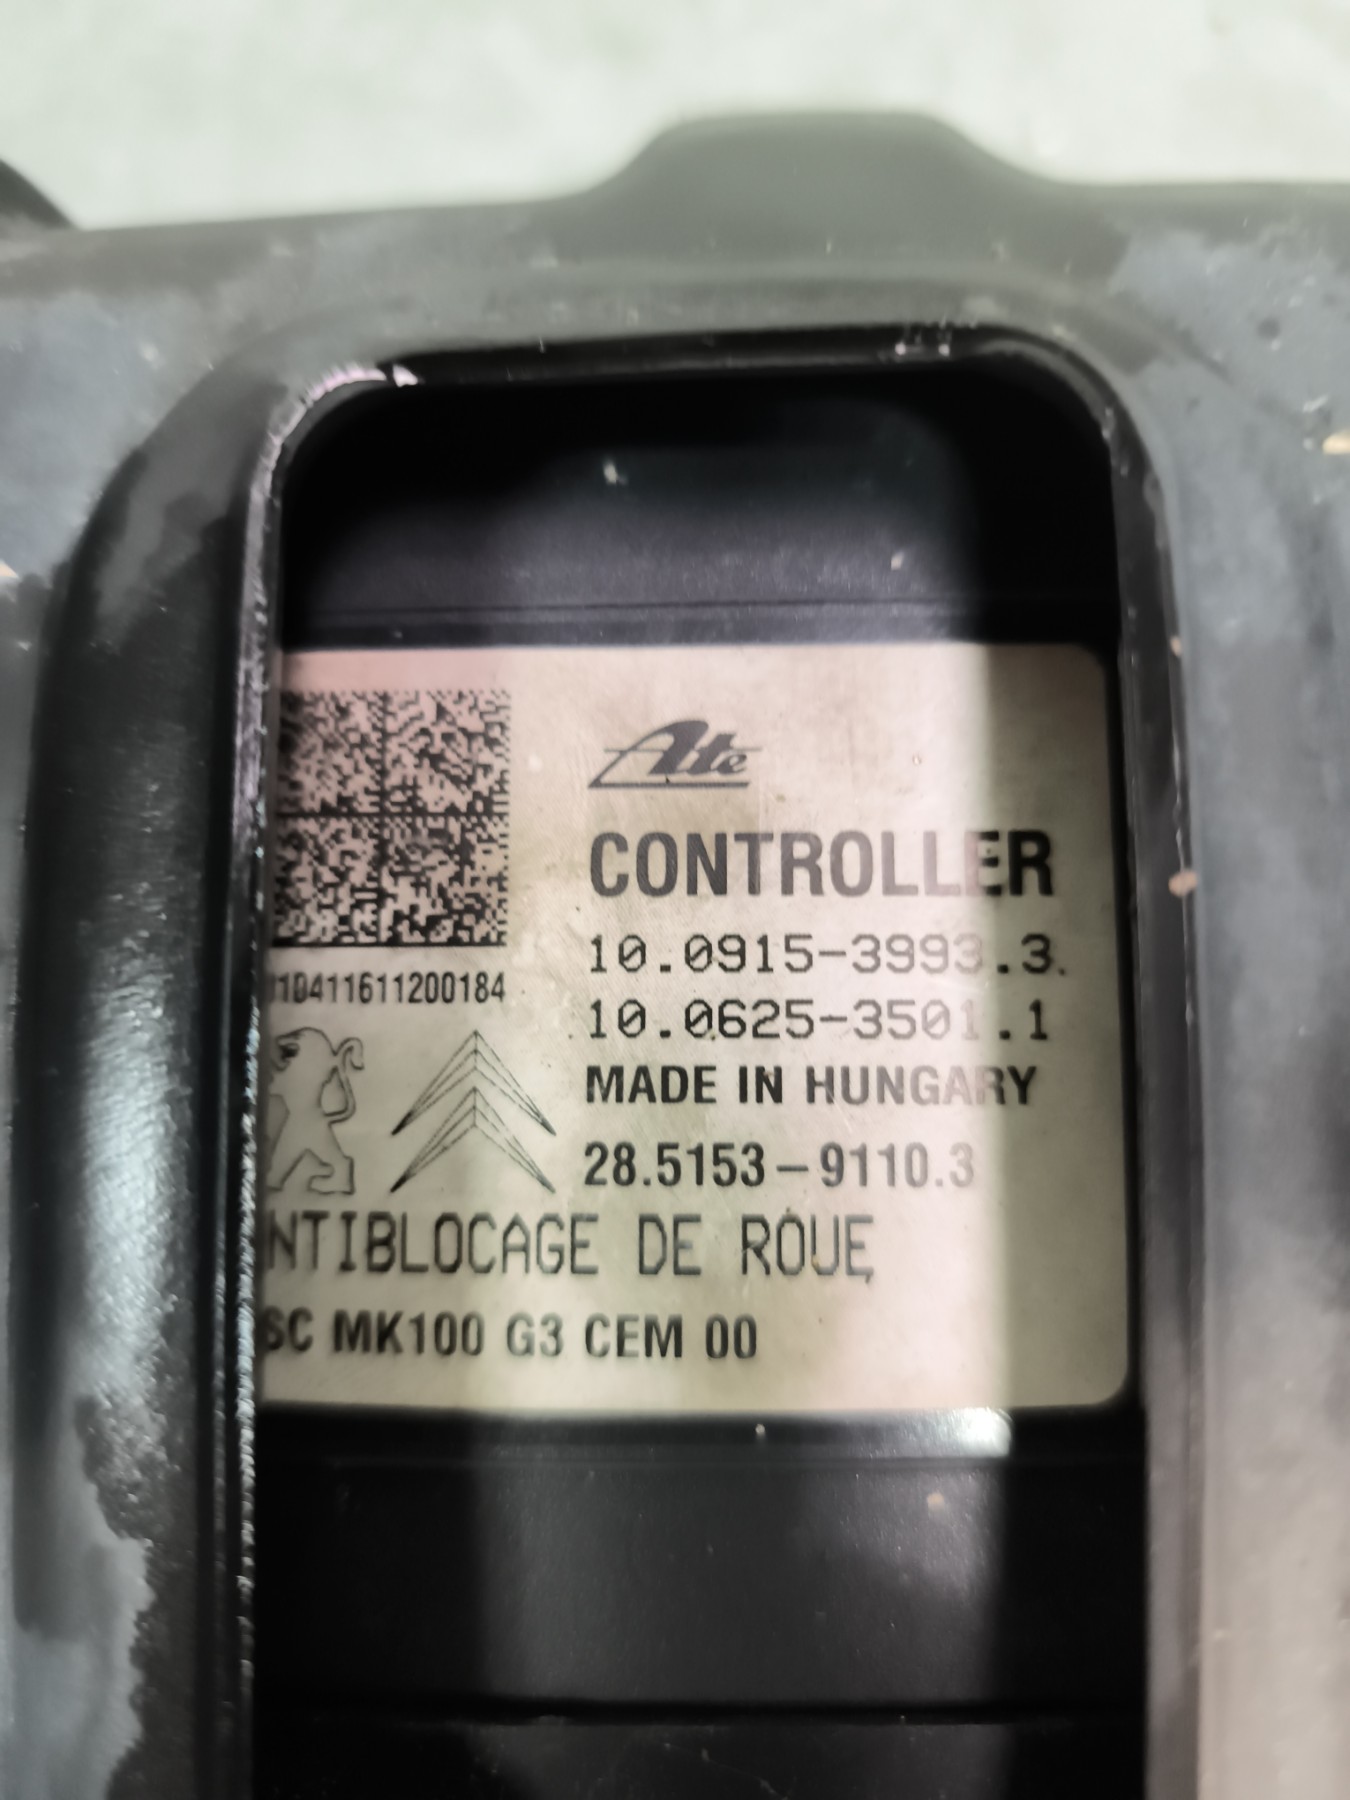 Ate
CONTROLLER
10.0915-3993.3
10.0625-3501.1
MADE IN HUNGARY
28.5153-9110.3
10411611200184
NTIBLOCAGE DE ROUE
SC MK100 G3 CEM 00